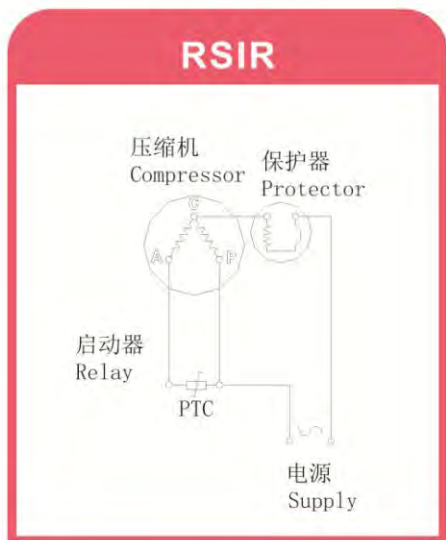 RSIR
压缩机
Compressor
保护器
Protector
C
A
P
启动器
Relay
PTC
电源
Supply